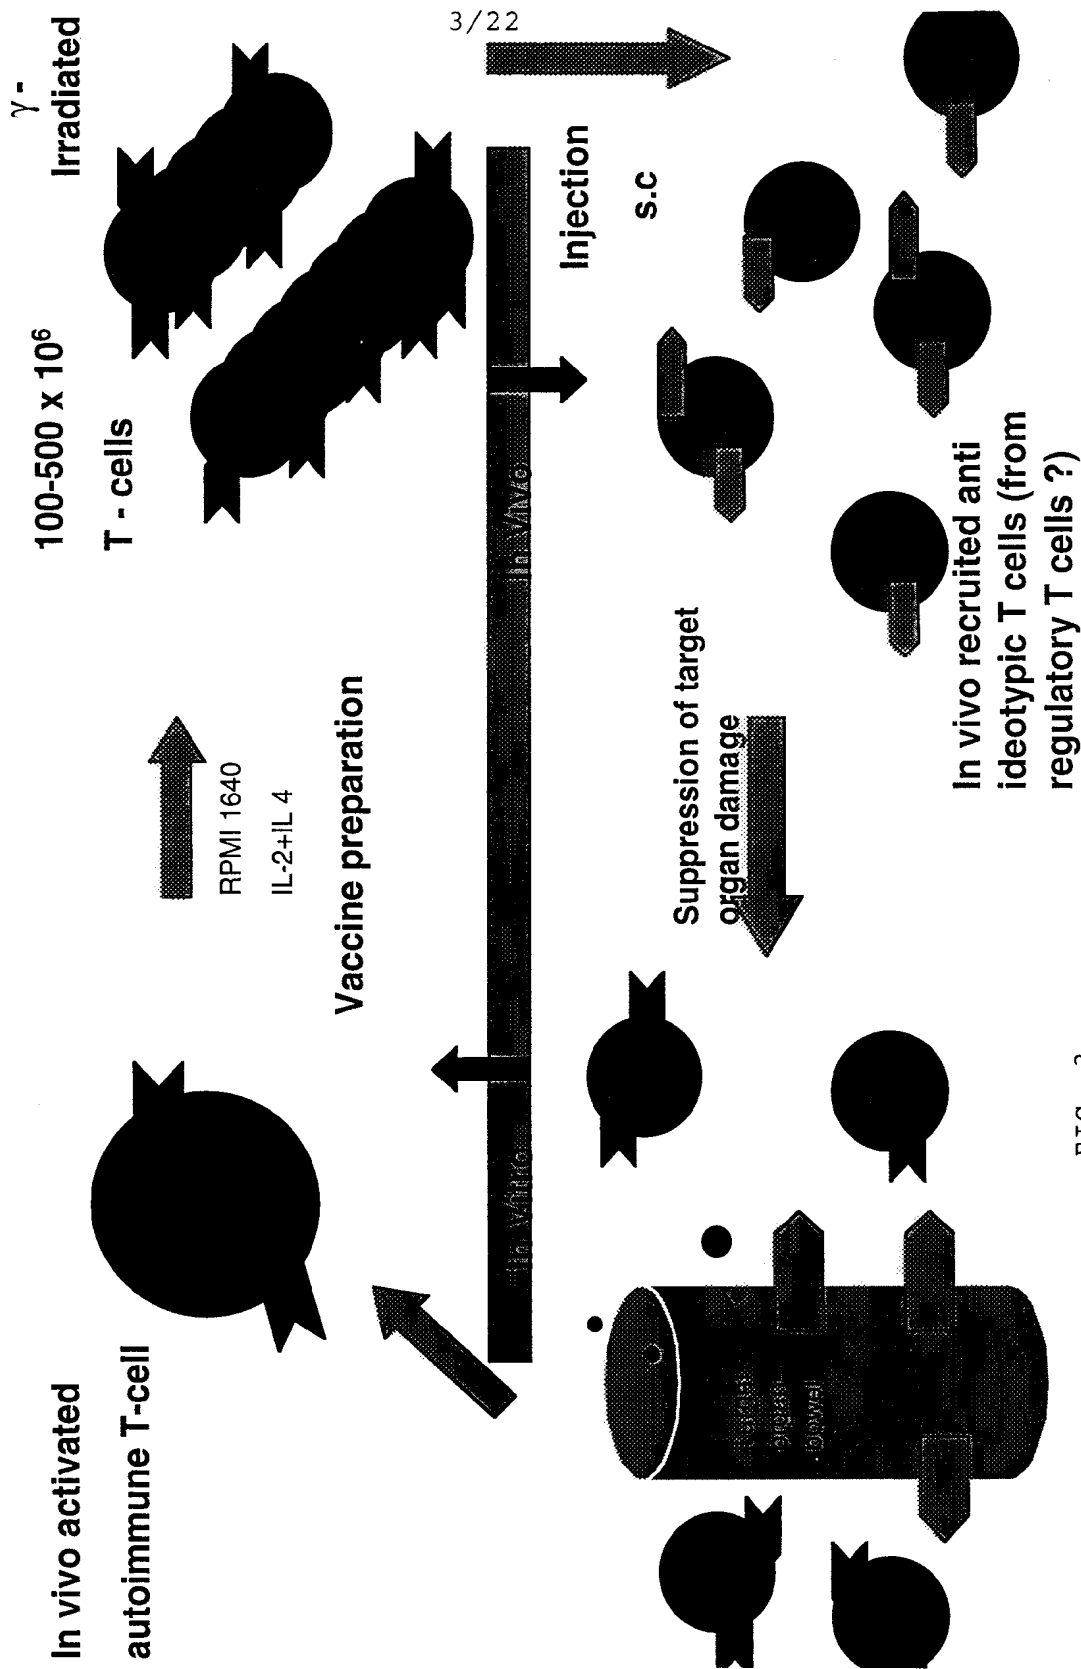 3/22
In vivo activated
autoimmune T-cell
RPMI 1640
IL-2+IL 4
Vaccine preparation
100-500 x 10⁶
T - cells
γ -
Irradiated
In Vitro
In Vivo
Injection
s.c
Suppression of target
organ damage
In vivo recruited anti
ideotypic T cells (from
regulatory T cells ?)
organ
bowel